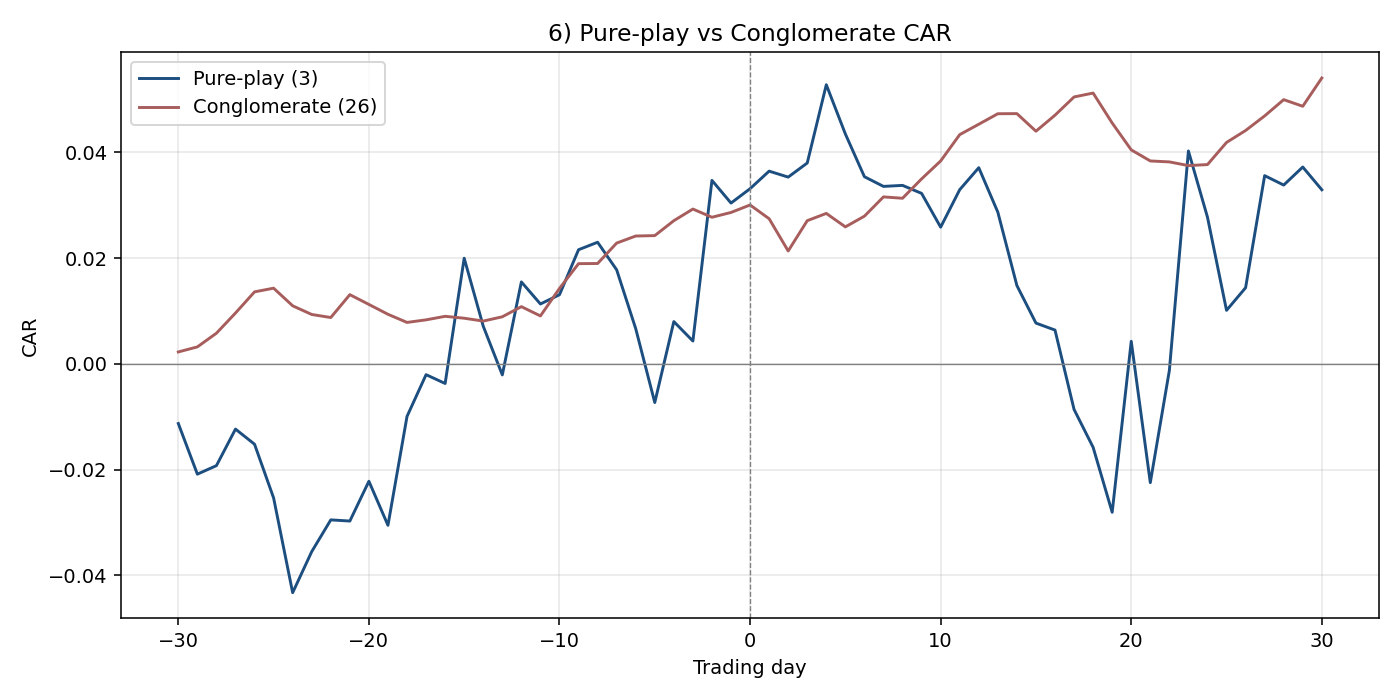 6) Pure-play vs Conglomerate CAR
Pure-play (3)
Conglomerate (26)
CAR
0.04
0.02
0.00
−0.02
−0.04
−30
−20
−10
0
10
20
30
Trading day